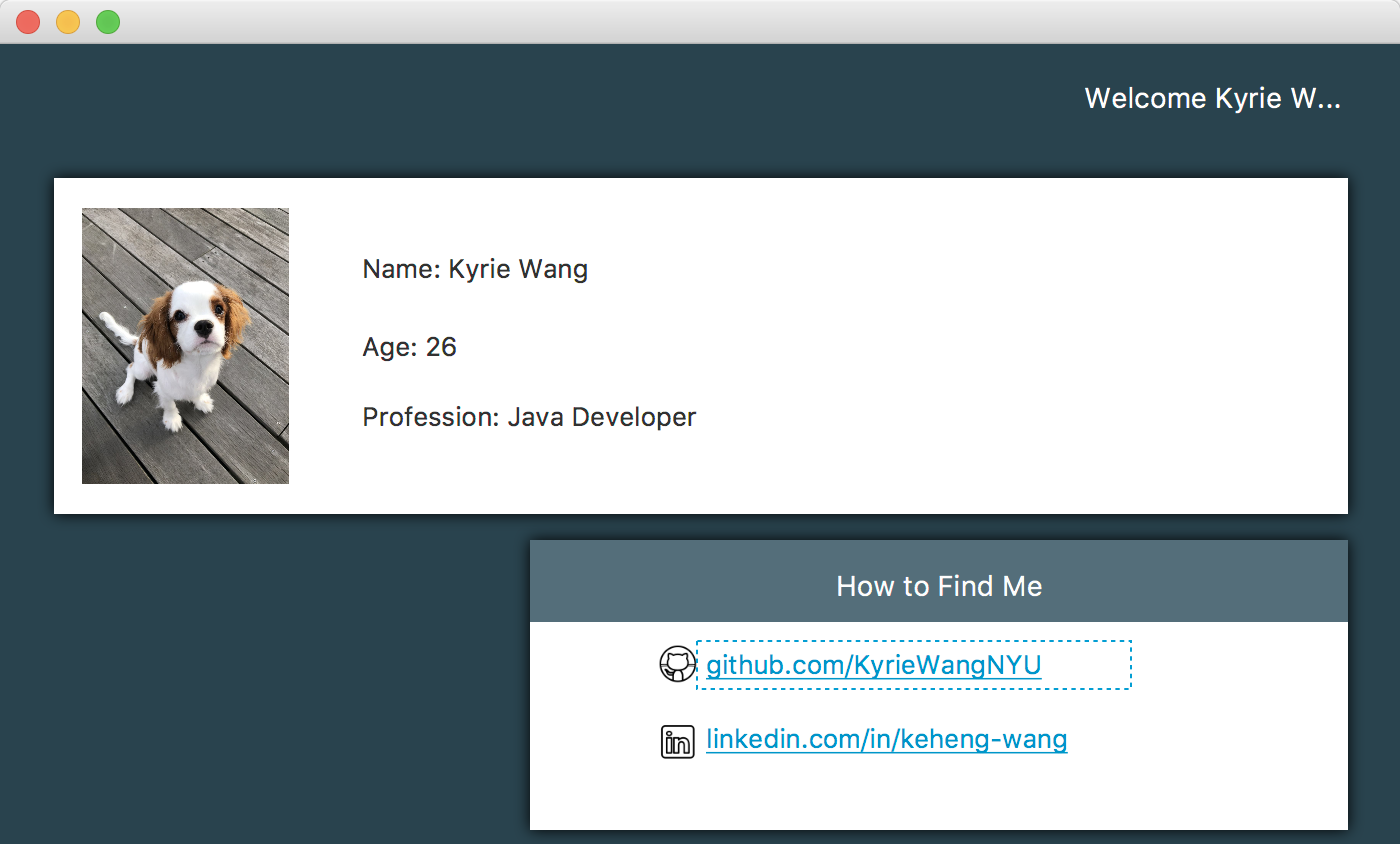 Welcome Kyrie W...
Name: Kyrie Wang
Age: 26
Profession: Java Developer
How to Find Me
github.com/KyrieWangNYU
in linkedin.com/in/keheng-wang